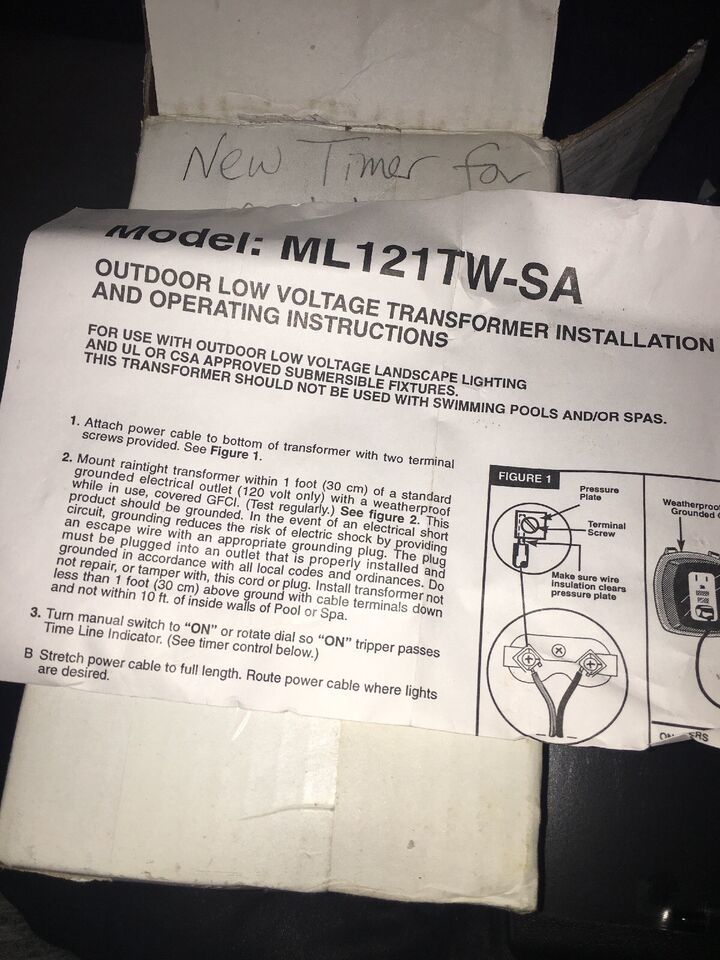 New Timer for
Model: ML121TW-SA
OUTDOOR LOW VOLTAGE TRANSFORMER INSTALLATION
AND OPERATING INSTRUCTIONS
FOR USE WITH OUTDOOR LOW VOLTAGE LANDSCAPE LIGHTING
AND UL OR CSA APPROVED SUBMERSIBLE FIXTURES.
THIS TRANSFORMER SHOULD NOT BE USED WITH SWIMMING POOLS AND/OR SPAS.
1. Attach power cable to bottom of transformer with two terminal
screws provided. See Figure 1.
2. Mount raintight transformer within 1 foot (30 cm) of a standard
grounded electrical outlet (120 volt only) with a weatherproof
while in use, covered GFCI. (Test regularly.) See figure 2. This
product should be grounded. In the event of an electrical short
circuit, grounding reduces the risk of electric shock by providing
an escape wire with an appropriate grounding plug. The plug
must be plugged into an outlet that is properly installed and
grounded in accordance with all local codes and ordinances. Do
not repair, or tamper with, this cord or plug. Install transformer not
less than 1 foot (30 cm) above ground with cable terminals down
and not within 10 ft. of inside walls of Pool or Spa.
3. Turn manual switch to "ON" or rotate dial so "ON" tripper passes
Time Line Indicator. (See timer control below.)
B Stretch power cable to full length. Route power cable where lights
are desired.
FIGURE 1
Pressure
Plate
Terminal
Screw
Make sure wire
insulation clears
pressure plate
Weatherproof
Grounded